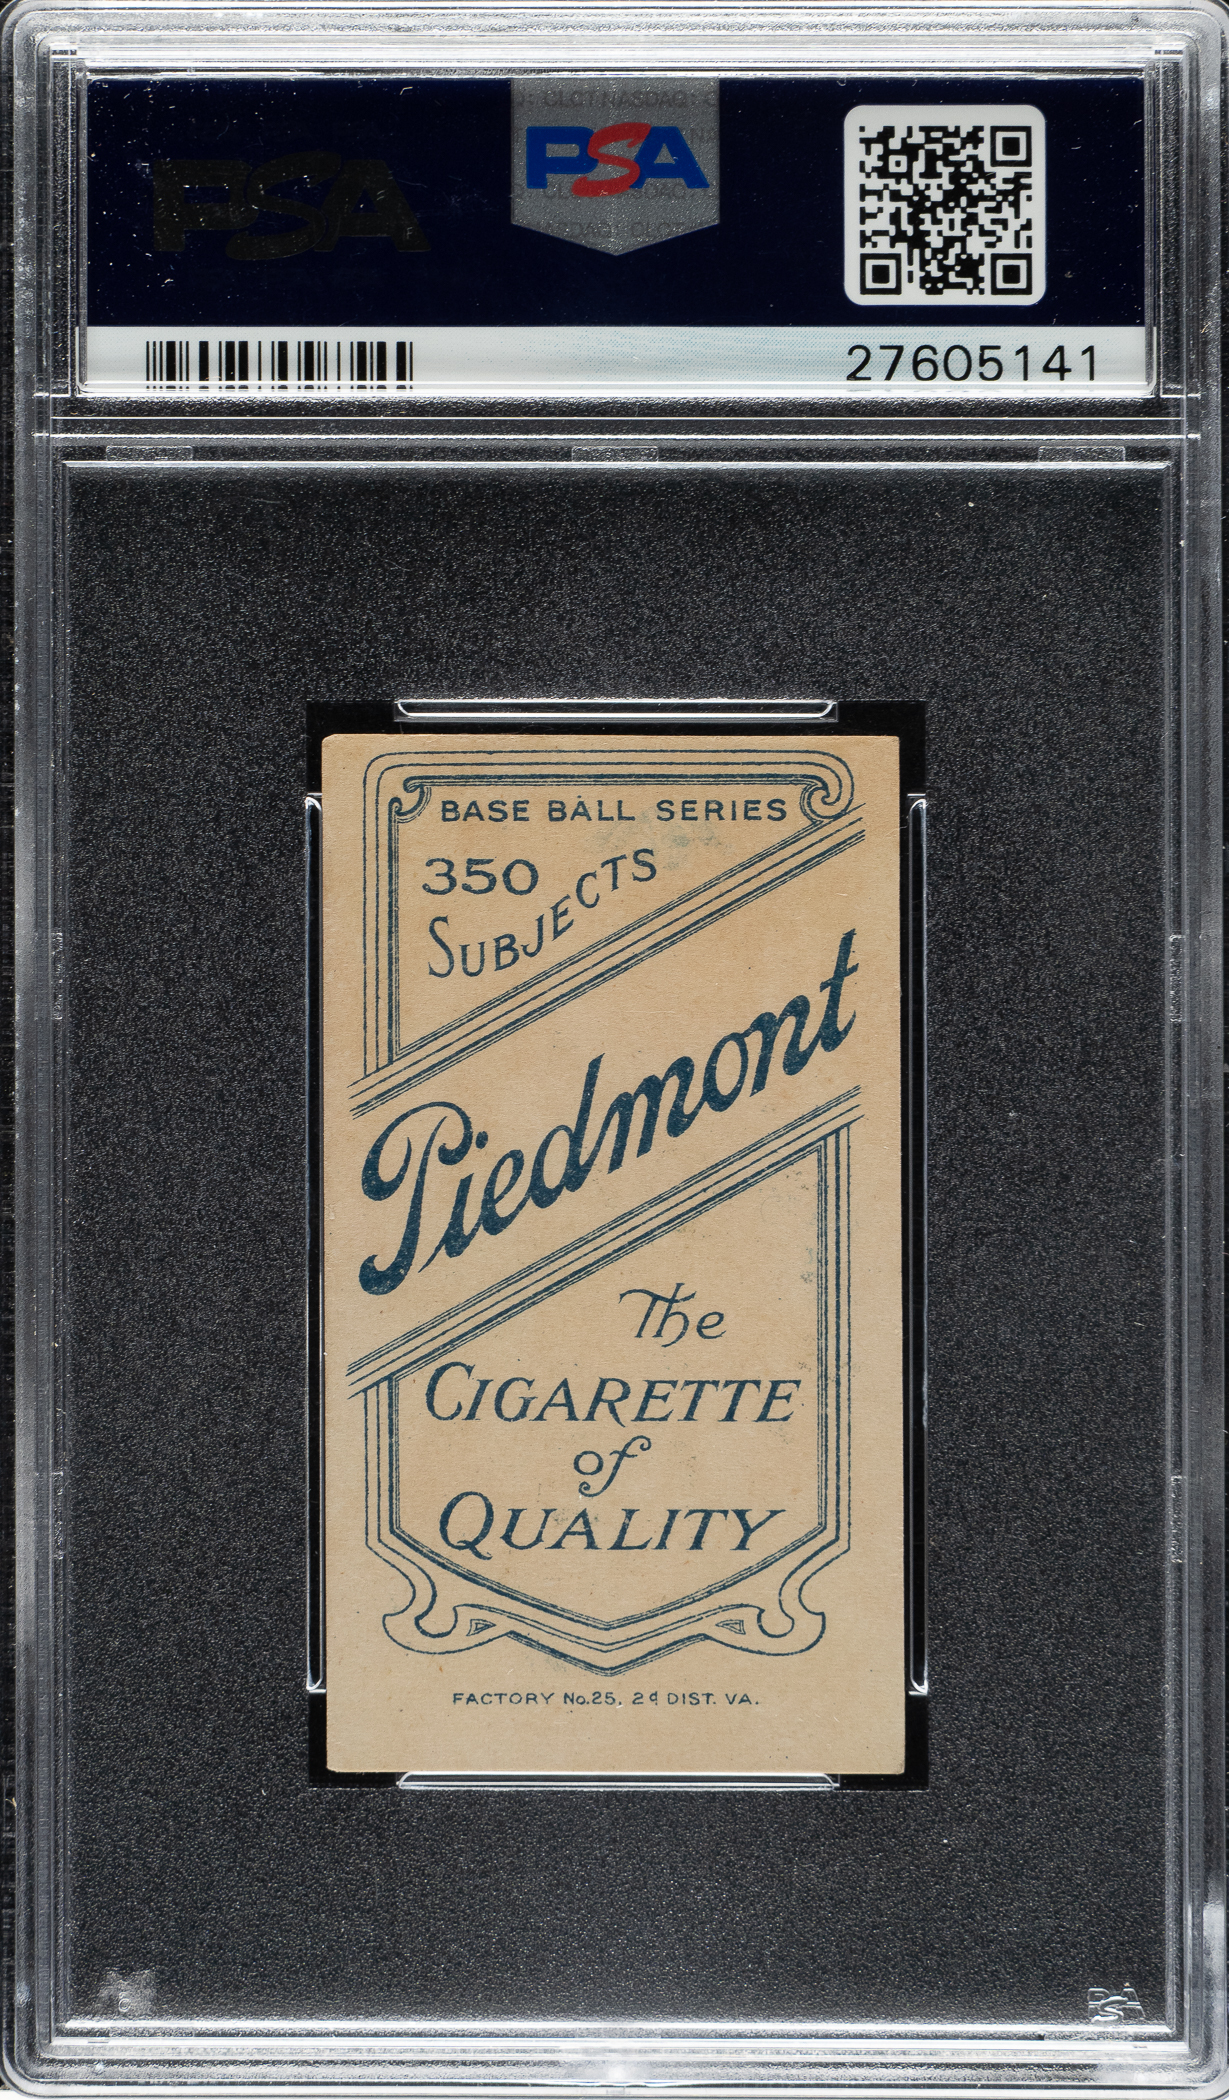 PSA
PSA
27605141
BASE BALL SERIES
350
SUBJECTS
Piedmont
The
CIGARETTE
of
QUALITY
FACTORY No.25, 2d DIST. VA.
PSA